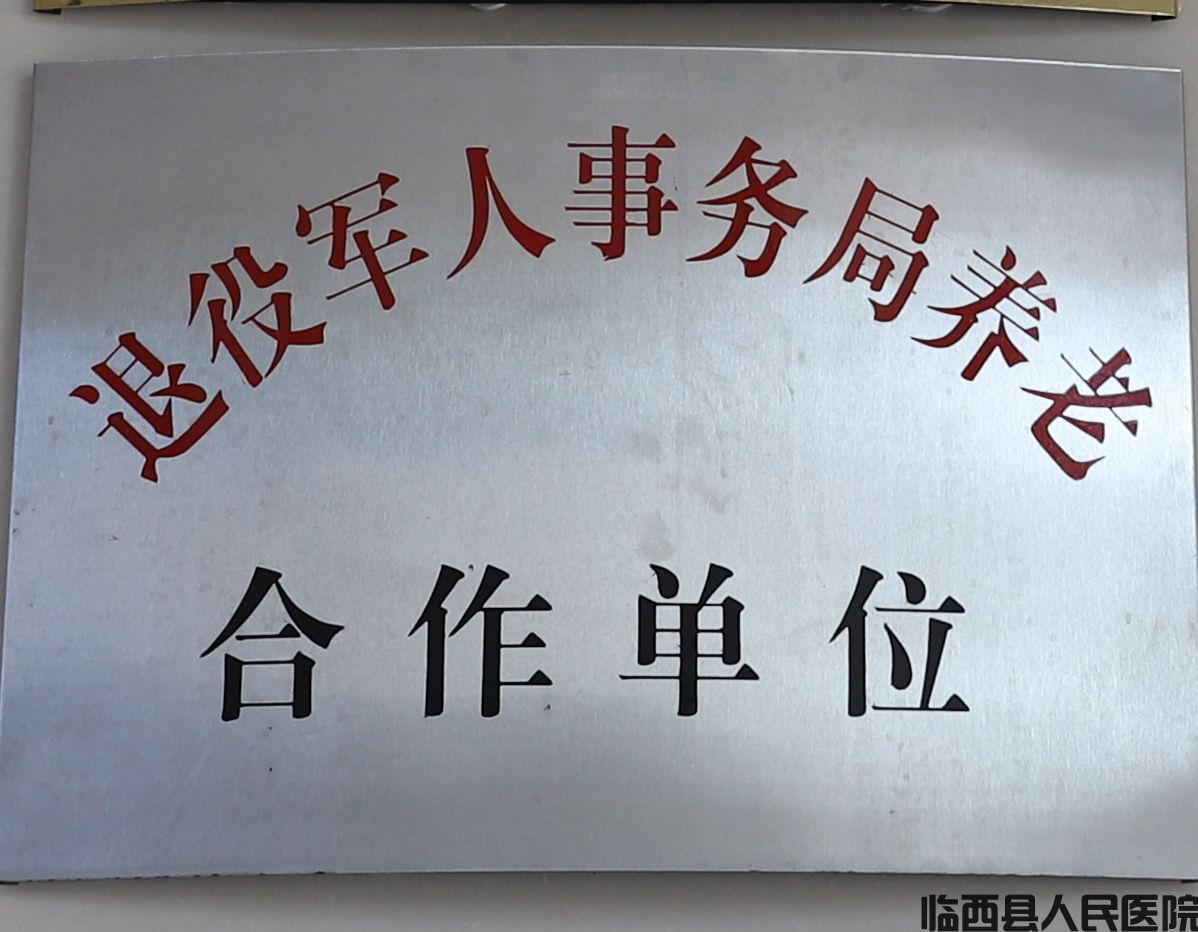 退役军人事务局养老
合作单位
临西县人民医院